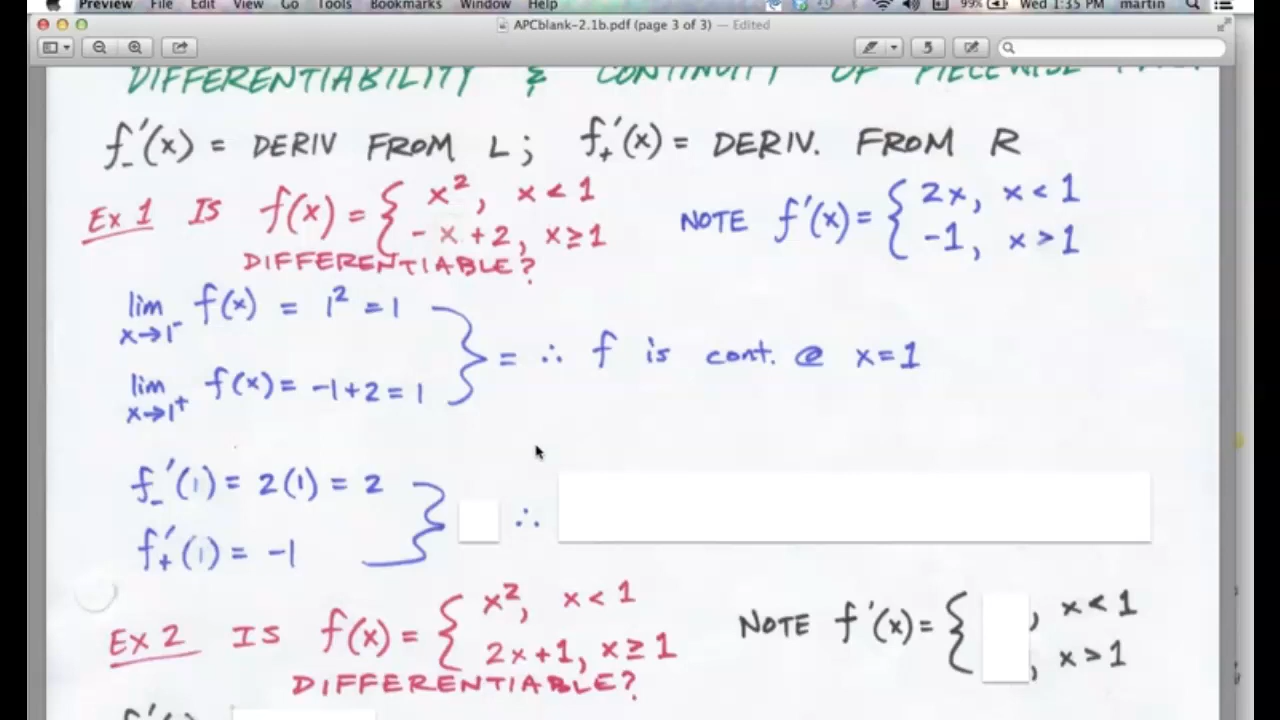 Preview File Edit View Go Tools Bookmarks Window Help 99% Wed 1:35 PM martin
APCblank-2.1b.pdf (page 3 of 3) — Edited
5
DIFFERENTIABILITY & CONTINUITY OF PIECEWISE
f₋'(x) = DERIV FROM L; f₊'(x) = DERIV. FROM R
Ex 1 IS f(x) = { x², x < 1
- x + 2, x ≥ 1
DIFFERENTIABLE?
NOTE f'(x) = { 2x, x < 1
-1, x > 1
lim x→1⁻ f(x) = 1² = 1
lim x→1⁺ f(x) = -1+2 = 1
} = ∴ f is cont. @ x=1
f₋'(1) = 2(1) = 2
f₊'(1) = -1
} ∴
Ex 2 IS f(x) = { x², x < 1
2x+1, x ≥ 1
DIFFERENTIABLE?
NOTE f'(x) = { , x < 1
, x > 1